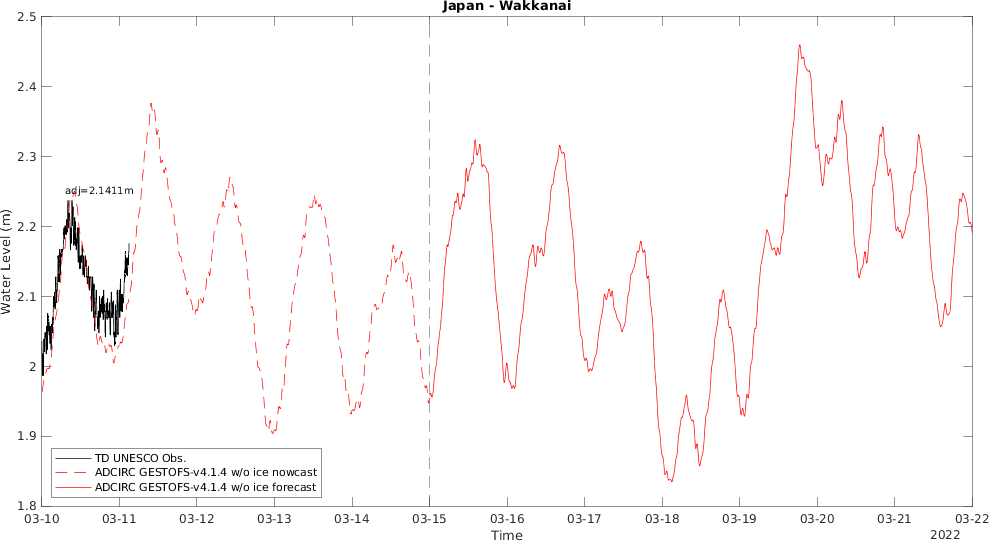 Japan - Wakkanai
2.5
2.4
2.3
2.2
2.1
2
1.9
1.8
Water Level (m)
adj=2.1411m
TD UNESCO Obs.
ADCIRC GESTOFS-v4.1.4 w/o ice nowcast
ADCIRC GESTOFS-v4.1.4 w/o ice forecast
03-10 03-11 03-12 03-13 03-14 03-15 03-16 03-17 03-18 03-19 03-20 03-21 03-22
Time
2022